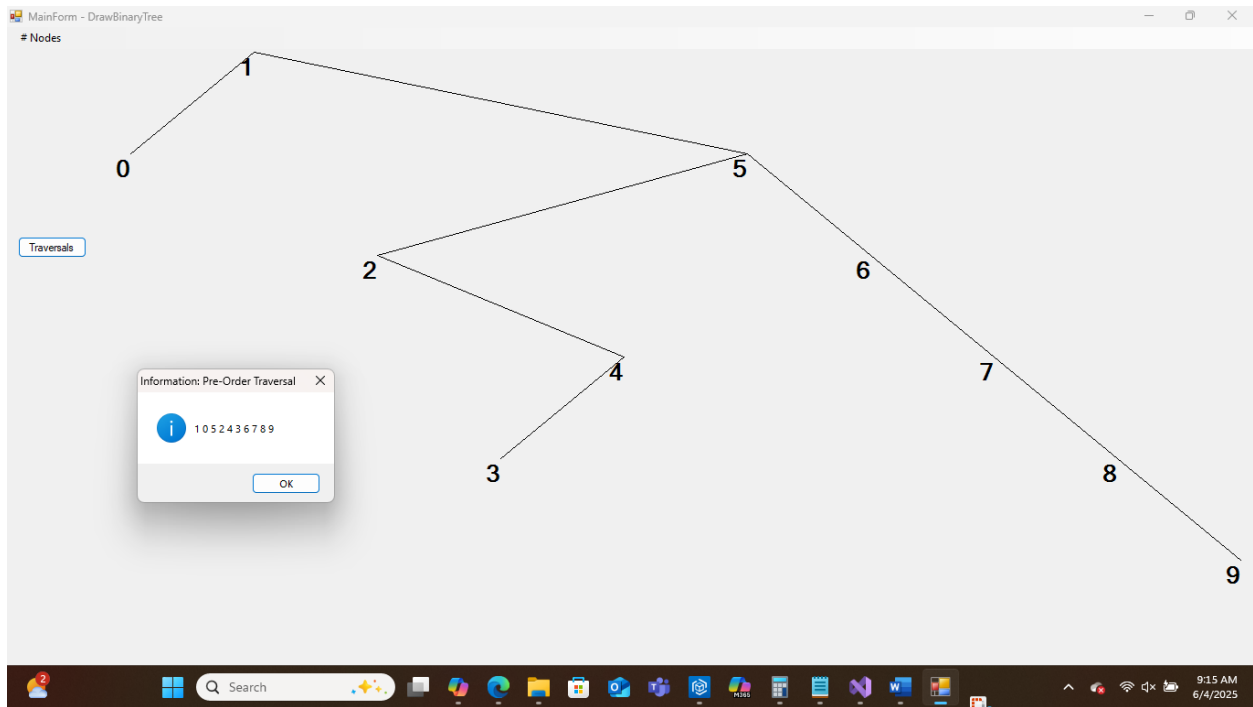 MainForm - DrawBinaryTree
# Nodes
1
0
5
Traversals
2
6
4
7
Information: Pre-Order Traversal
1 0 5 2 4 3 6 7 8 9
OK
3
8
9
2
Search
M365
9:15 AM
6/4/2025